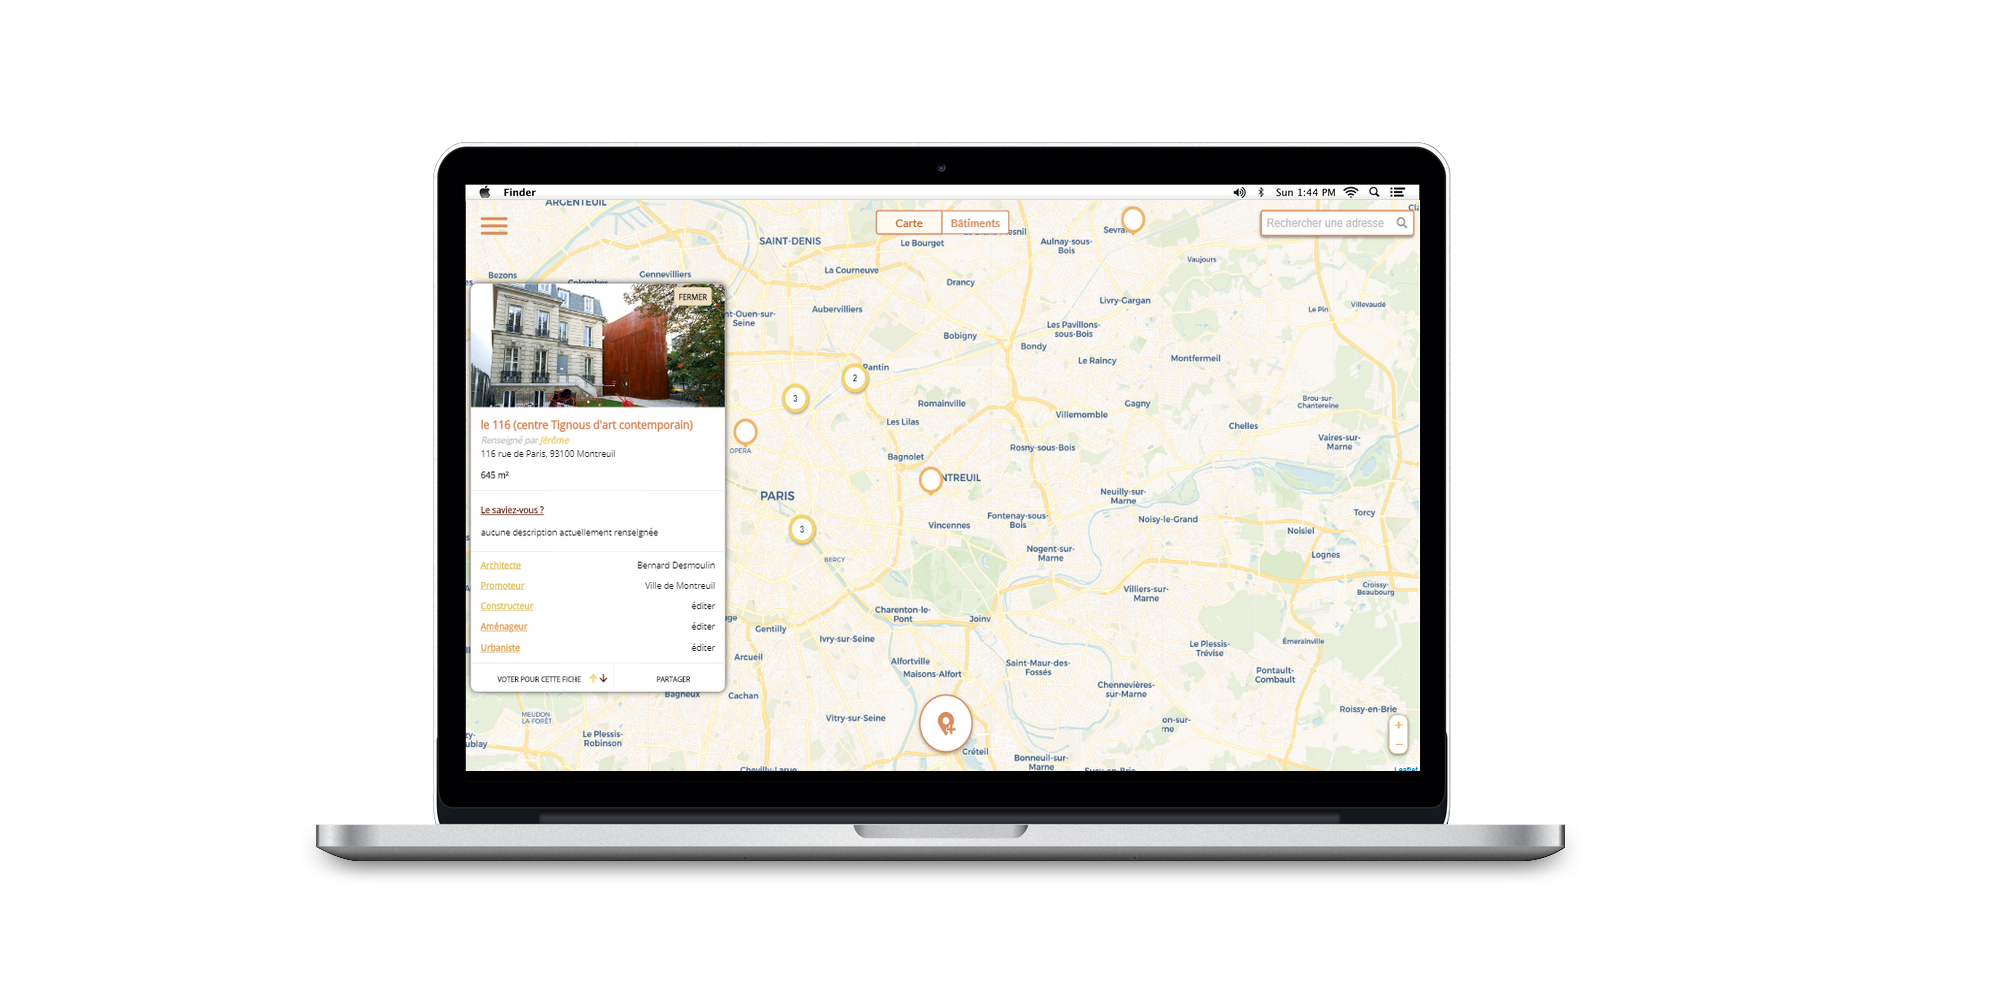 Finder
Sun 1:44 PM
ARGENTEUIL
Carte
Bâtiments
Rechercher une adresse
SAINT-DENIS
Le Bourget
Aulnay-sous-
Bois
Vaujours
Bezons
Gennevilliers
La Courneuve
Drancy
Livry-Gargan
Villevaudé
Le Pin
Aubervilliers
Seine
Les Pavillons-
sous-Bois
Bobigny
Bondy
Le Raincy
Montfermeil
Pantin
2
3
Romainville
Gagny
Villemomble
Brou-sur-
Chantereine
Les Lilas
Chelles
Vaires-sur-
Marne
OPÉRA
Bagnolet
Rosny-sous-Bois
NTREUIL
PARIS
Neuilly-sur-
Marne
Fontenay-sous-
Bois
Vincennes
Noisy-le-Grand
Torcy
Noisiel
3
Nogent-sur-
Marne
Lognes
BERCY
Villiers-sur-
Marne
Croissy-
Beaubourg
Charenton-le-
Pont
Joinv
Gentilly
Ivry-sur-Seine
Le Plessis-
Trévise
Émerainville
Arcueil
Alfortville
Maisons-Alfort
Saint-Maur-des-
Fossés
Pontault-
Combault
Chennevières-
sur-Marne
Bagneux
Cachan
Roissy-en-Brie
MEUDON-
LA-FORÊT
Vitry-sur-Seine
on-sur-
rne
Le Plessis-
Robinson
ublay
Créteil
Bonneuil-sur-
Marne
Chevilly-Larue
Sucy-en-Brie
+
−
Leaflet
FERMER
le 116 (centre Tignous d'art contemporain)
Renseigné par Jérôme
116 rue de Paris, 93100 Montreuil
645 m²
Le saviez-vous ?
aucune description actuellement renseignée
Architecte Bernard Desmoulin
Promoteur Ville de Montreuil
Constructeur éditer
Aménageur éditer
Urbaniste éditer
VOTER POUR CETTE FICHE
PARTAGER